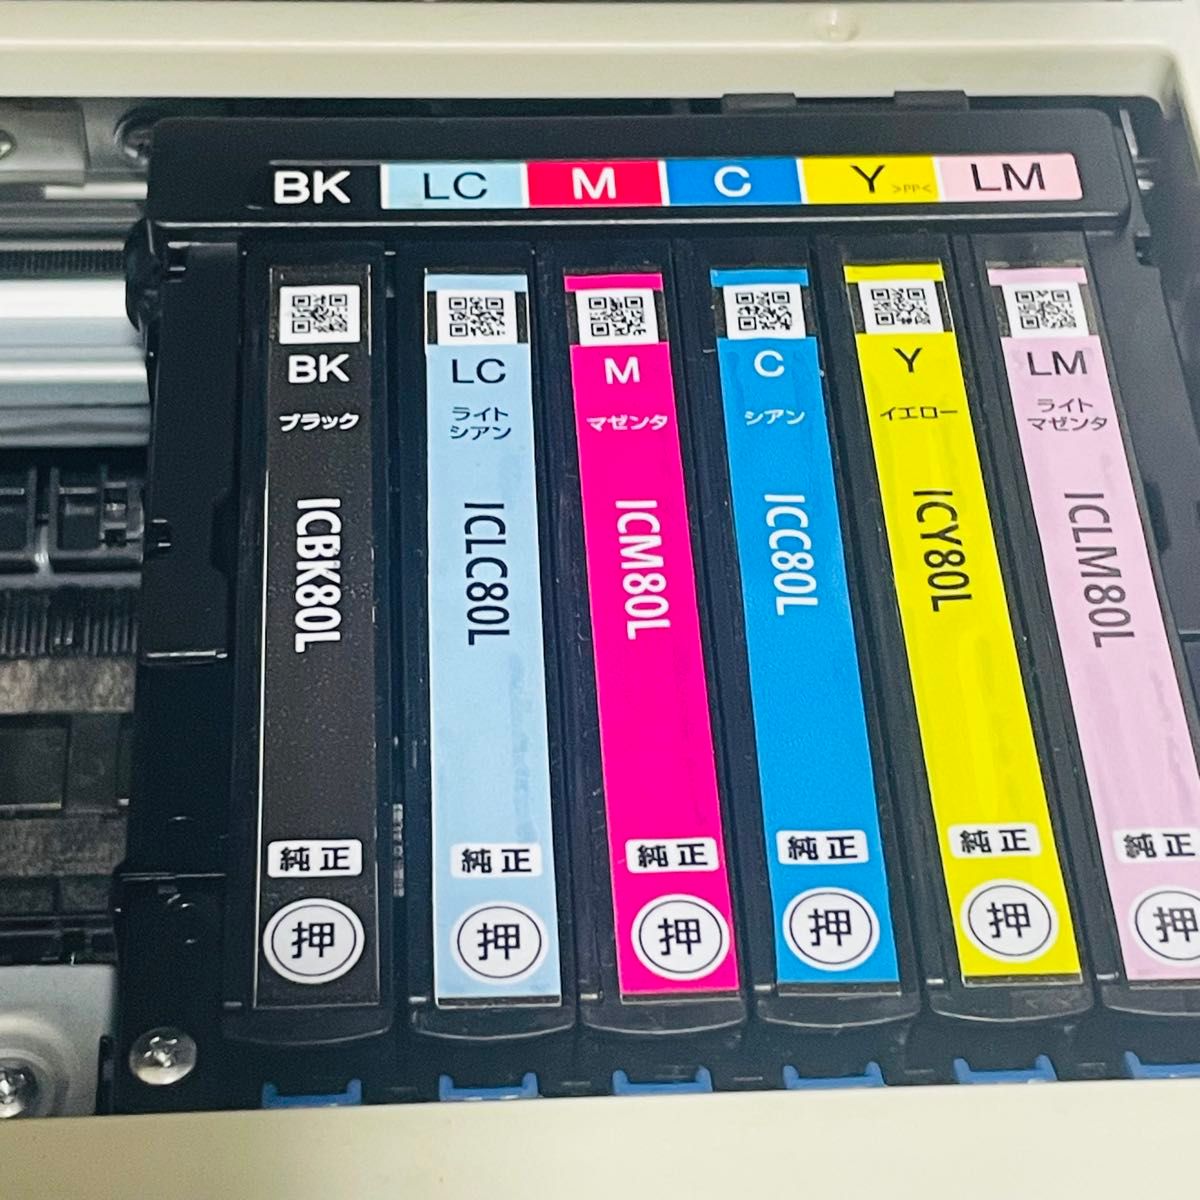 BK LC M C Y >PP< LM
BK
ブラック
ICBK80L
純正
押
LC
ライト
シアン
ICLC80L
純正
押
M
マゼンタ
ICM80L
純正
押
C
シアン
ICC80L
純正
押
Y
イエロー
ICY80L
純正
押
LM
ライト
マゼンタ
ICLM80L
純正
押